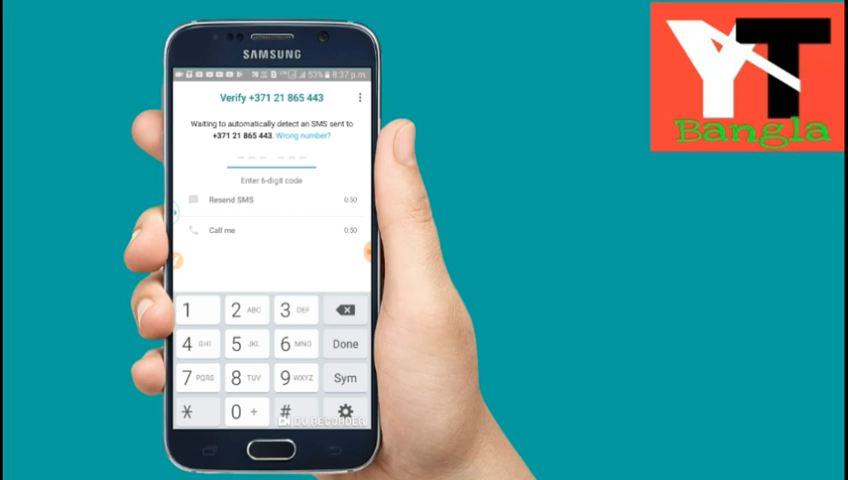 SAMSUNG
53% 8:37 p.m.
Verify +371 21 865 443
Waiting to automatically detect an SMS sent to
+371 21 865 443. Wrong number?
Enter 6-digit code
Resend SMS 0:50
Call me 0:50
1 2 ABC 3 DEF
4 GHI 5 JKL 6 MNO Done
7 PQRS 8 TUV 9 WXYZ Sym
* 0 + #
DU RECORDER
YT
Bangla